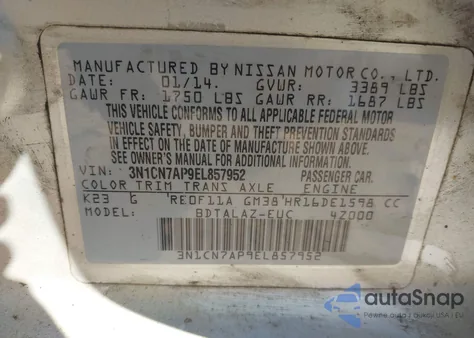 MANUFACTURED BY NISSAN MOTOR CO., LTD.
DATE: 01/14. GVWR: 3389 LBS
GAWR FR: 1750 LBS GAWR RR: 1687 LBS
THIS VEHICLE CONFORMS TO ALL APPLICABLE FEDERAL MOTOR
VEHICLE SAFETY, BUMPER AND THEFT PREVENTION STANDARDS
IN EFFECT ON THE DATE OF MANUFACTURE SHOWN ABOVE.
SEE OWNER'S MANUAL FOR ADDITIONAL INFORMATION.
VIN: 3N1CN7AP9EL857952 PASSENGER CAR.
COLOR TRIM TRANS AXLE ENGINE
K23 G RE0F11A GM38 HR16DE1598 CC
MODEL: BDTALAZ-EUC 4Z000
3N1CN7AP9EL857952
autaSnap